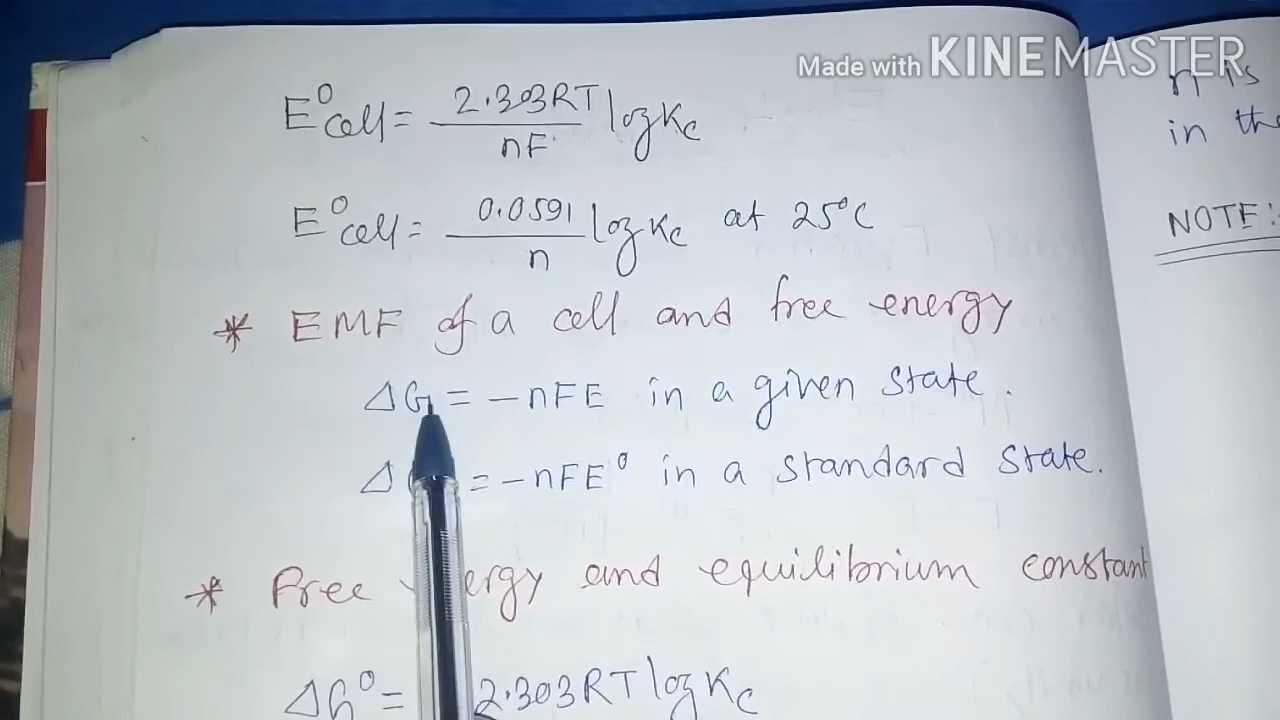 Made with KINEMASTER
E°cell = 2.303RT / nF log Kc
E°cell = 0.0591 / n log Kc at 25°C
* EMF of a cell and free energy
ΔG = -nFE in a given state.
Δ = -nFE° in a standard state.
* Free ergy and equilibrium constant
ΔG° = 2.303RT log Kc
n is
in the
NOTE: